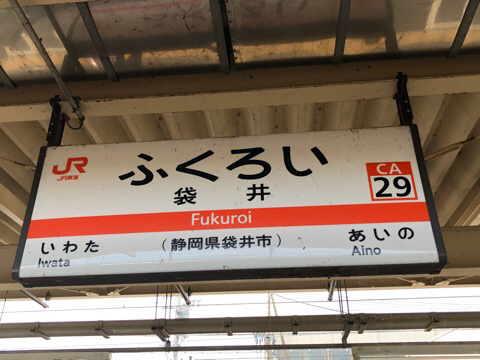 JR
JR東海
ふくろい
袋井
CA
29
Fukuroi
いわた
Iwata
(静岡県袋井市)
あいの
Aino